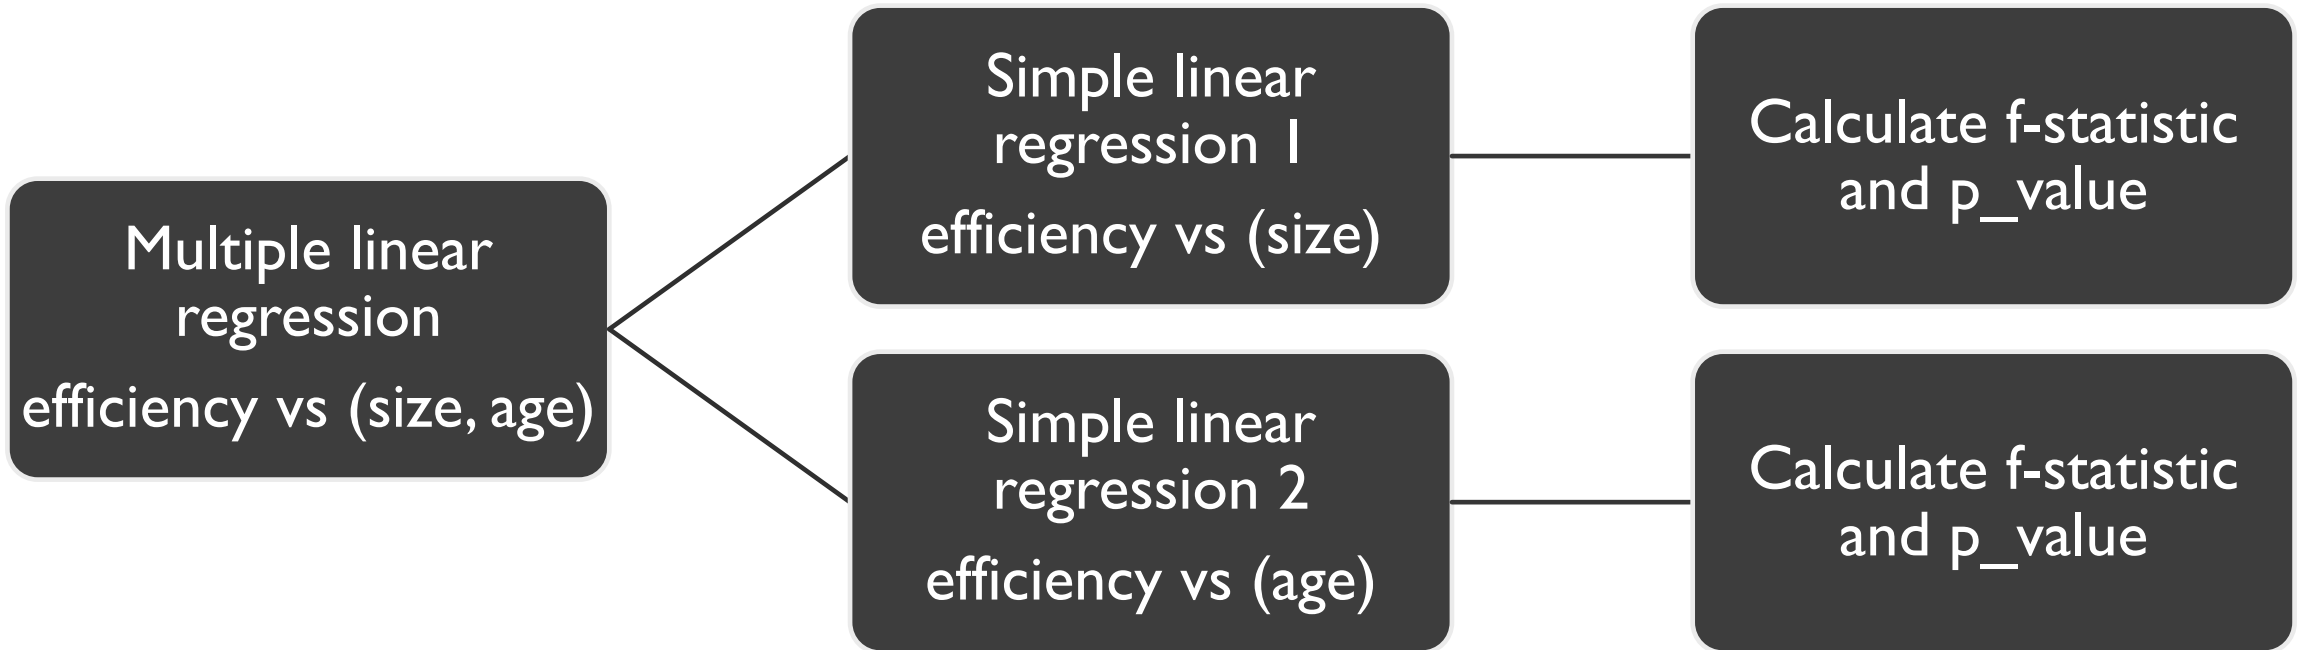 Multiple linear
regression
efficiency vs (size, age)
Simple linear
regression 1
efficiency vs (size)
Calculate f-statistic
and p_value
Simple linear
regression 2
efficiency vs (age)
Calculate f-statistic
and p_value